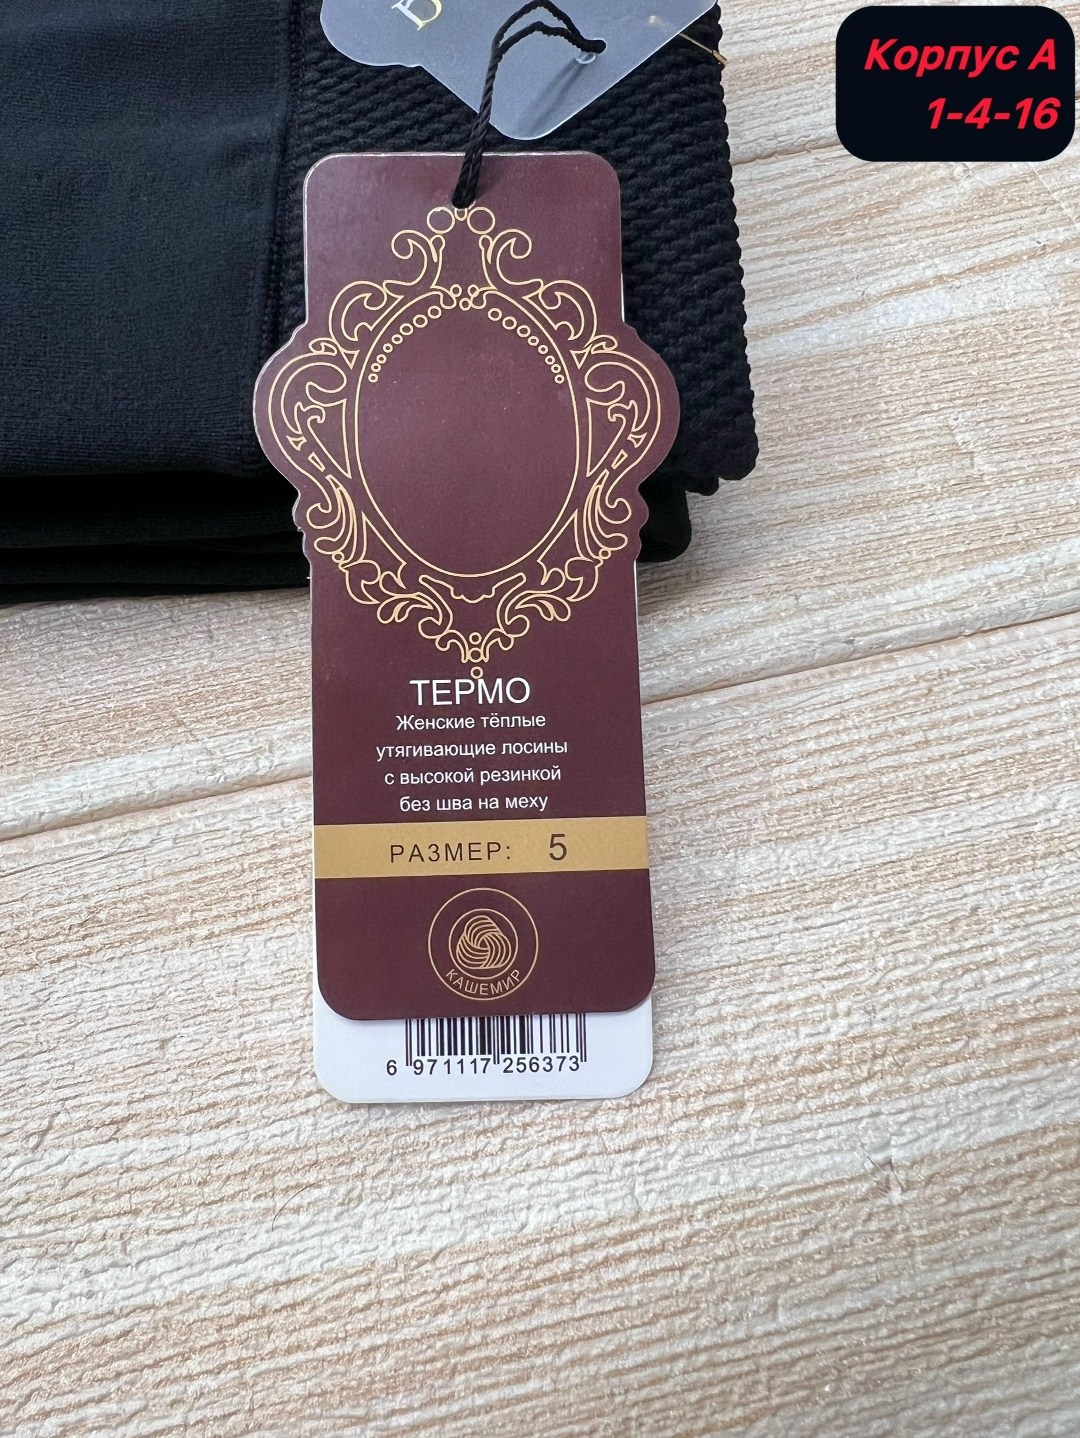 Корпус А
1-4-16
ТЕРМО
Женские тёплые
утягивающие лосины
с высокой резинкой
без шва на меху
РАЗМЕР: 5
КАШЕМИР
6 971117 256373